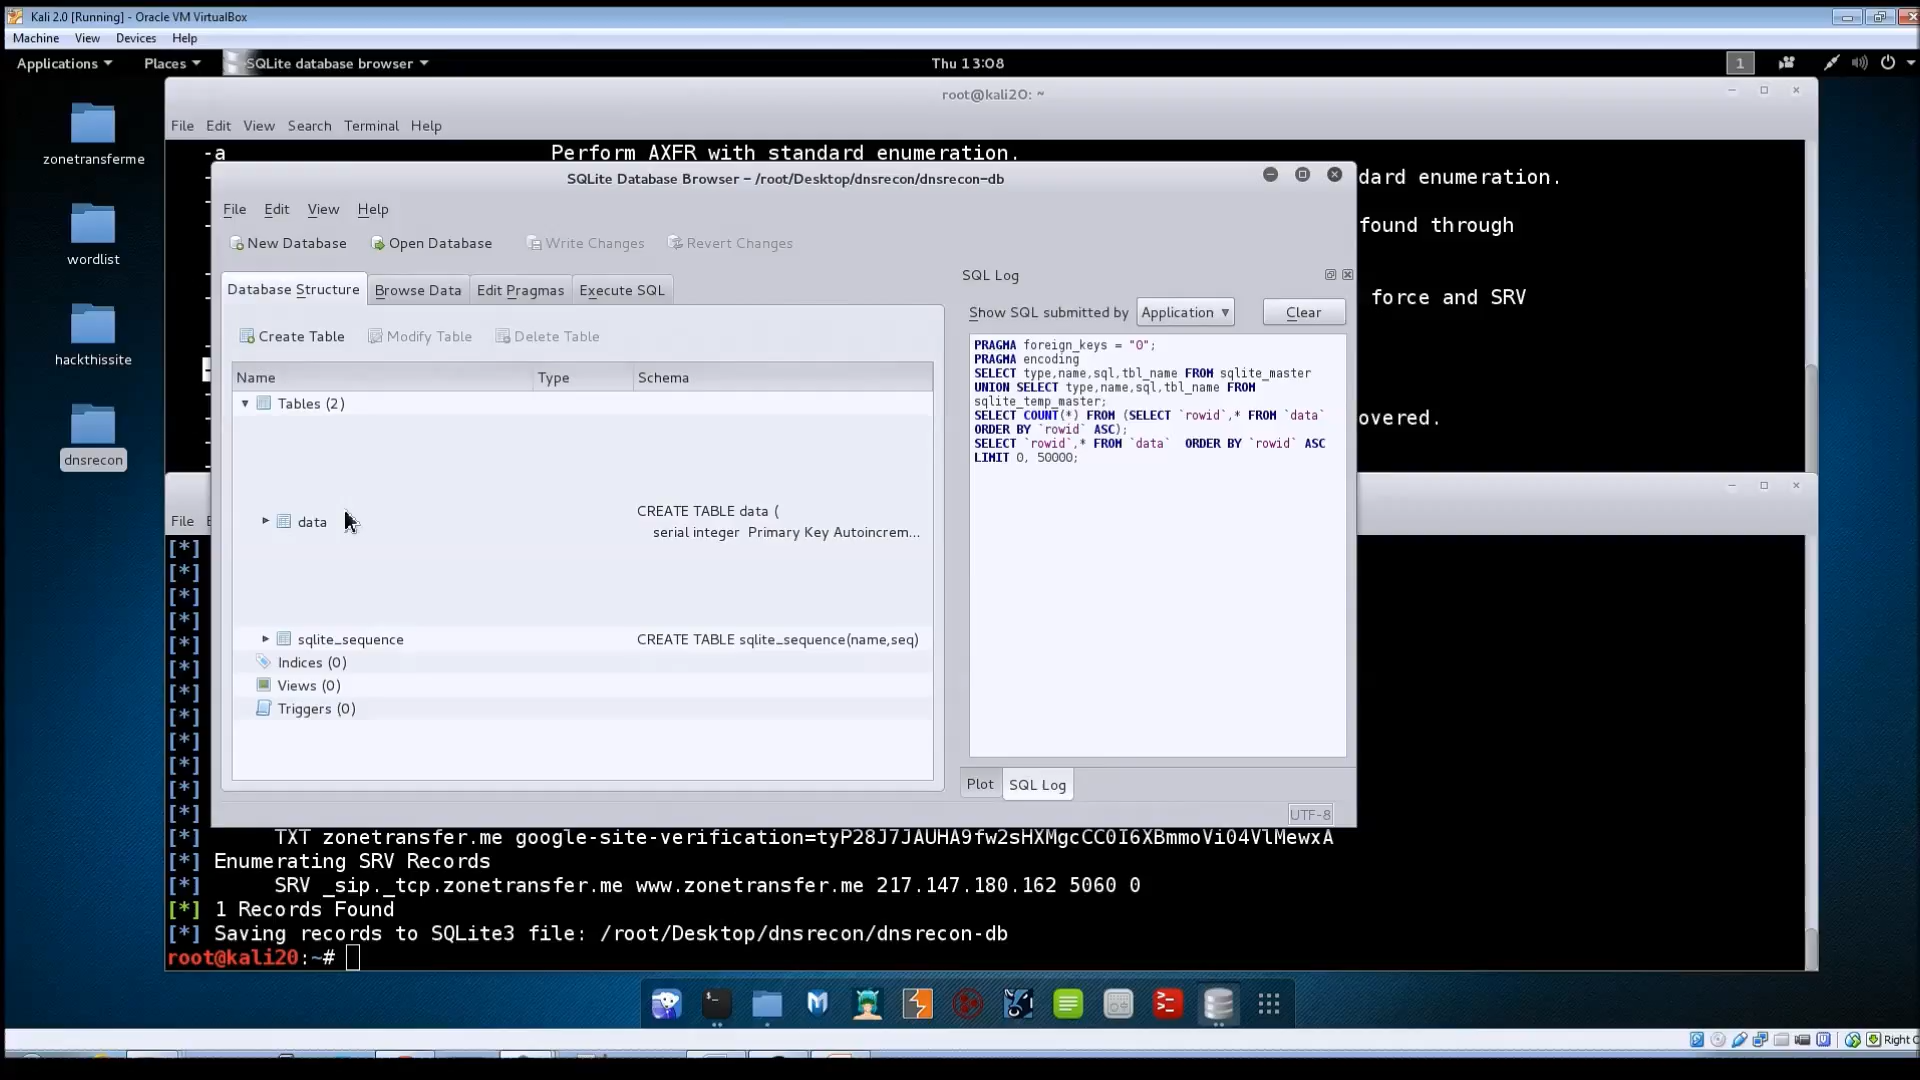 Kali 2.0 [Running] - Oracle VM VirtualBox
Machine View Devices Help
Applications Places SQLite database browser Thu 13:08 1
root@kali20: ~
File Edit View Search Terminal Help
-a Perform AXFR with standard enumeration.
dard enumeration.
found through
force and SRV
overed.
zonetransferme
wordlist
hackthissite
dnsrecon
SQLite Database Browser - /root/Desktop/dnsrecon/dnsrecon-db
File Edit View Help
New Database Open Database Write Changes Revert Changes
Database Structure Browse Data Edit Pragmas Execute SQL
Create Table Modify Table Delete Table
Name Type Schema
Tables (2)
data CREATE TABLE data (
serial integer Primary Key Autoincrem...
sqlite_sequence CREATE TABLE sqlite_sequence(name,seq)
Indices (0)
Views (0)
Triggers (0)
SQL Log
Show SQL submitted by Application Clear
PRAGMA foreign_keys = "0";
PRAGMA encoding
SELECT type,name,sql,tbl_name FROM sqlite_master
UNION SELECT type,name,sql,tbl_name FROM
sqlite_temp_master;
SELECT COUNT(*) FROM (SELECT `rowid`,* FROM `data`
ORDER BY `rowid` ASC);
SELECT `rowid`,* FROM `data` ORDER BY `rowid` ASC
LIMIT 0, 50000;
Plot SQL Log
UTF-8
File
[*]
[*]
[*]
[*]
[*]
[*]
[*]
[*]
[*]
[*]
[*]
[*]
[*] TXT zonetransfer.me google-site-verification=tyP28J7JAUHA9fw2sHXMgcCC0I6XBmmoVi04VlMewxA
[*] Enumerating SRV Records
[*] SRV _sip._tcp.zonetransfer.me www.zonetransfer.me 217.147.180.162 5060 0
[*] 1 Records Found
[*] Saving records to SQLite3 file: /root/Desktop/dnsrecon/dnsrecon-db
root@kali20:~#
Right C